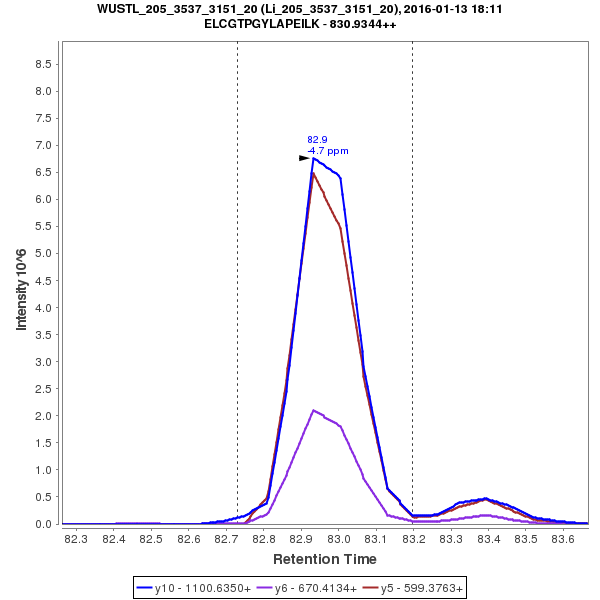 WUSTL_205_3537_3151_20 (Li_205_3537_3151_20), 2016-01-13 18:11
ELCGTPGYLAPEILK - 830.9344++
Intensity 10^6
8.5
8.0
7.5
7.0
6.5
6.0
5.5
5.0
4.5
4.0
3.5
3.0
2.5
2.0
1.5
1.0
0.5
0.0
82.9
-4.7 ppm
82.3 82.4 82.5 82.6 82.7 82.8 82.9 83.0 83.1 83.2 83.3 83.4 83.5 83.6
Retention Time
y10 - 1100.6350+ y6 - 670.4134+ y5 - 599.3763+